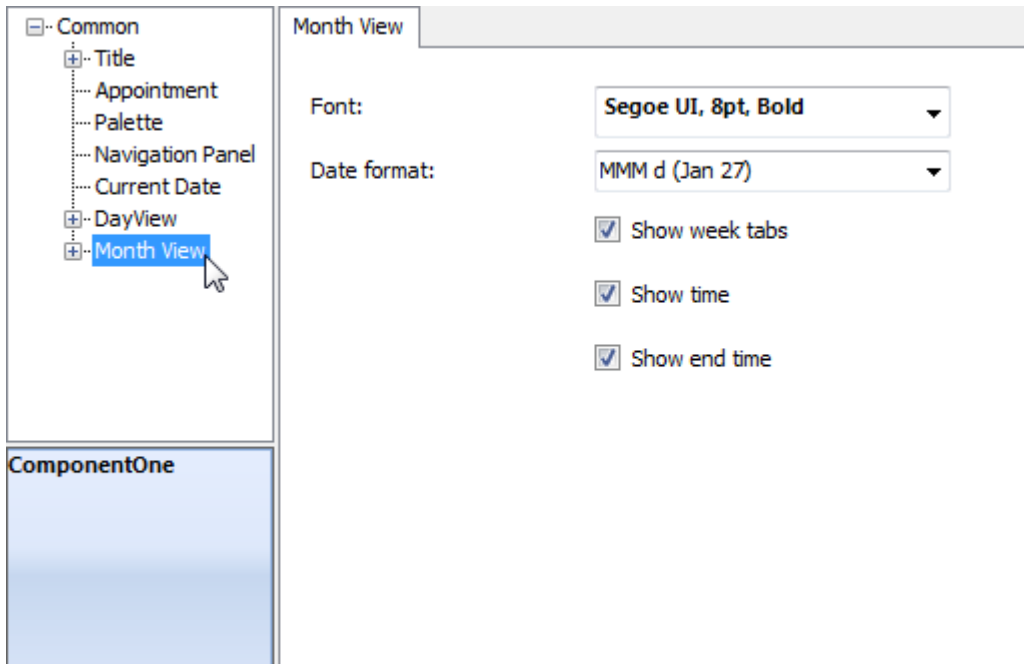 Common
Title
Appointment
Palette
Navigation Panel
Current Date
DayView
Month View
ComponentOne
Month View
Font:
Segoe UI, 8pt, Bold
Date format:
MMM d (Jan 27)
Show week tabs
Show time
Show end time